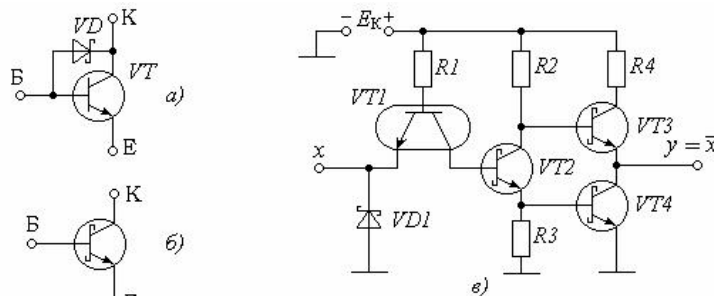 К
VD
Б
VT
а)
Е
К
Б
б)
− Eк +
R1
R2
R4
VT1
VT3
x
y = x̅
VT2
VD1
R3
VT4
в)